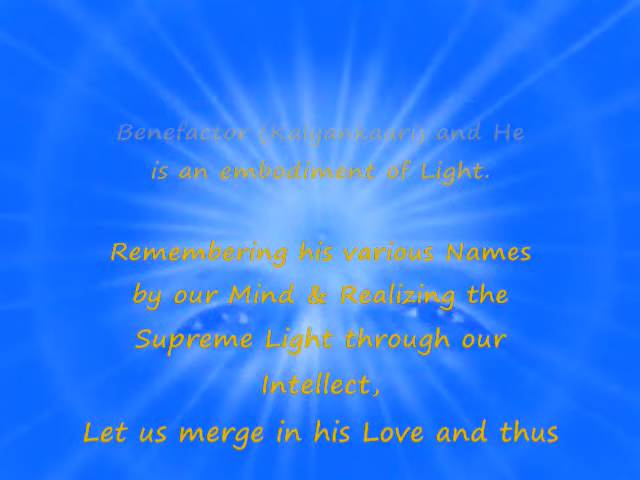 Benefactor (Kalyankaari) and He
is an embodiment of Light.
Remembering his various Names
by our Mind & Realizing the
Supreme Light through our
Intellect,
Let us merge in his Love and thus